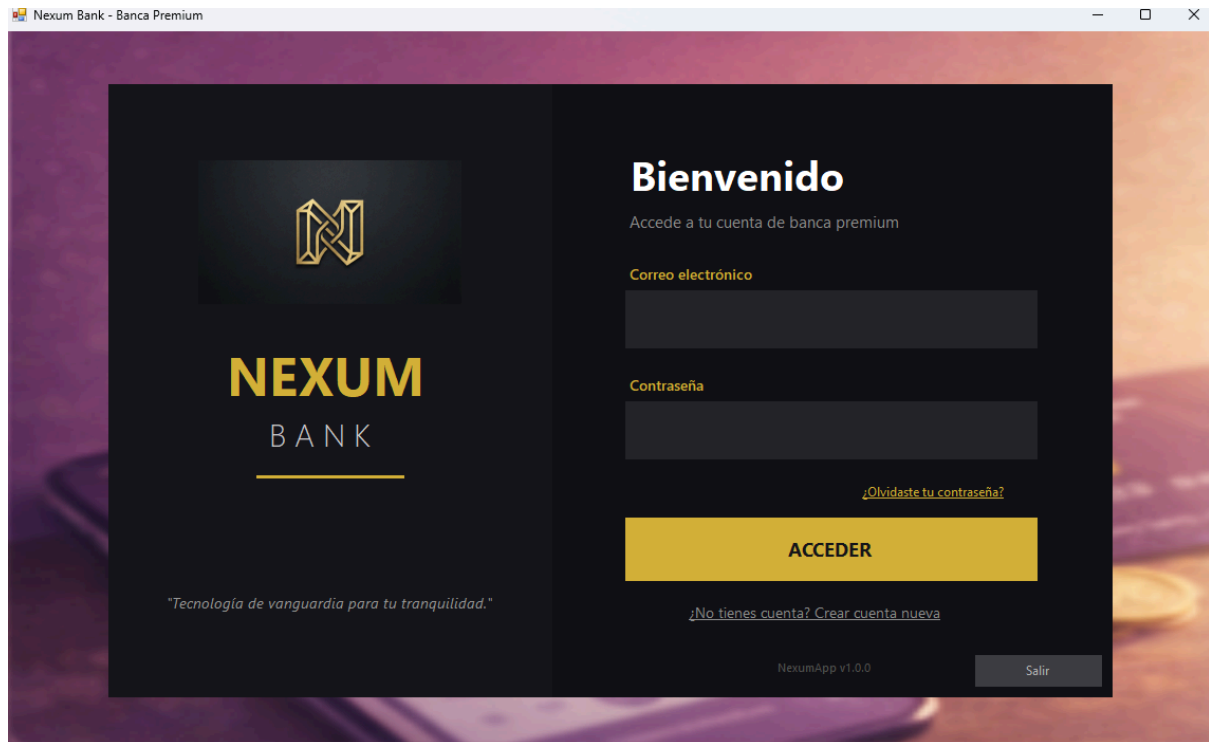 Nexum Bank - Banca Premium
NEXUM
BANK
"Tecnología de vanguardia para tu tranquilidad."
Bienvenido
Accede a tu cuenta de banca premium
Correo electrónico
Contraseña
¿Olvidaste tu contraseña?
ACCEDER
¿No tienes cuenta? Crear cuenta nueva
NexumApp v1.0.0
Salir